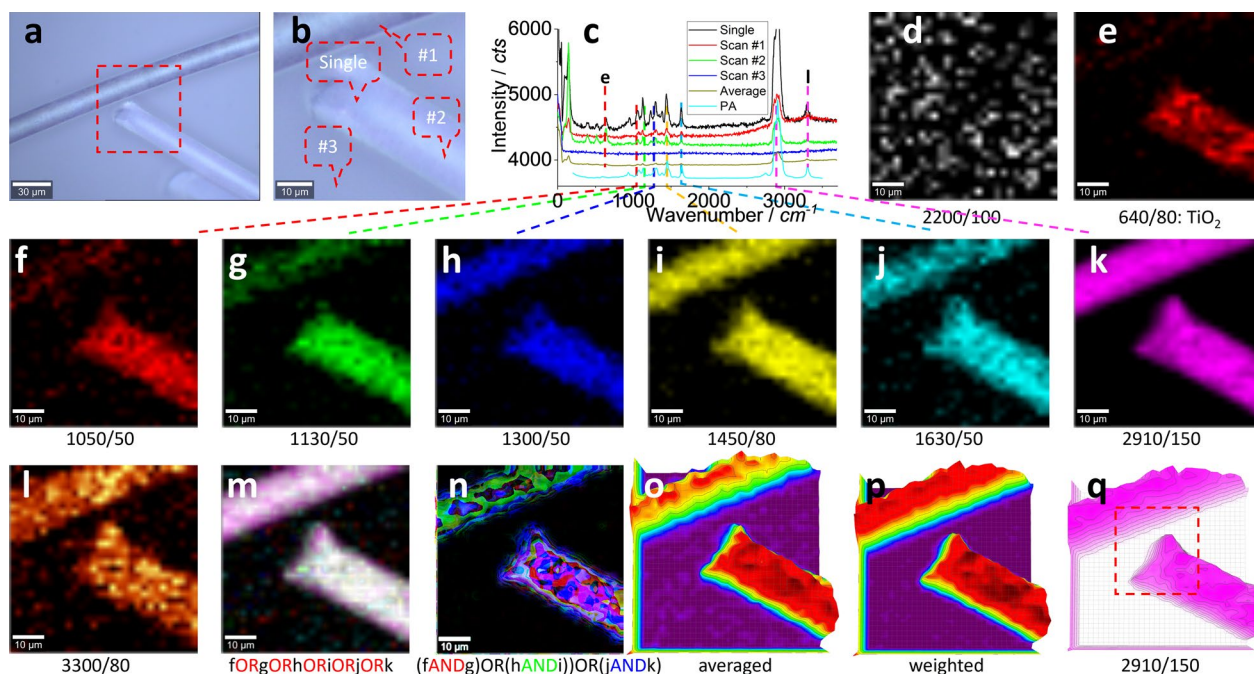 a
30 µm
b
Single
#1
#2
#3
10 µm
c
Intensity / cts
6000
5000
4000
Single
Scan #1
Scan #2
Scan #3
Average
PA
e
l
0
1000
2000
3000
Wavenumber / cm-1
d
2200/100
e
10 µm
640/80: TiO2
f
10 µm
1050/50
g
10 µm
1130/50
h
10 µm
1300/50
i
10 µm
1450/80
j
10 µm
1630/50
k
10 µm
2910/150
l
10 µm
3300/80
m
10 µm
fORgORhORiORjORk
n
10 µm
(fANDg)OR(hANDi))OR(jANDk)
o
averaged
p
weighted
q
2910/150